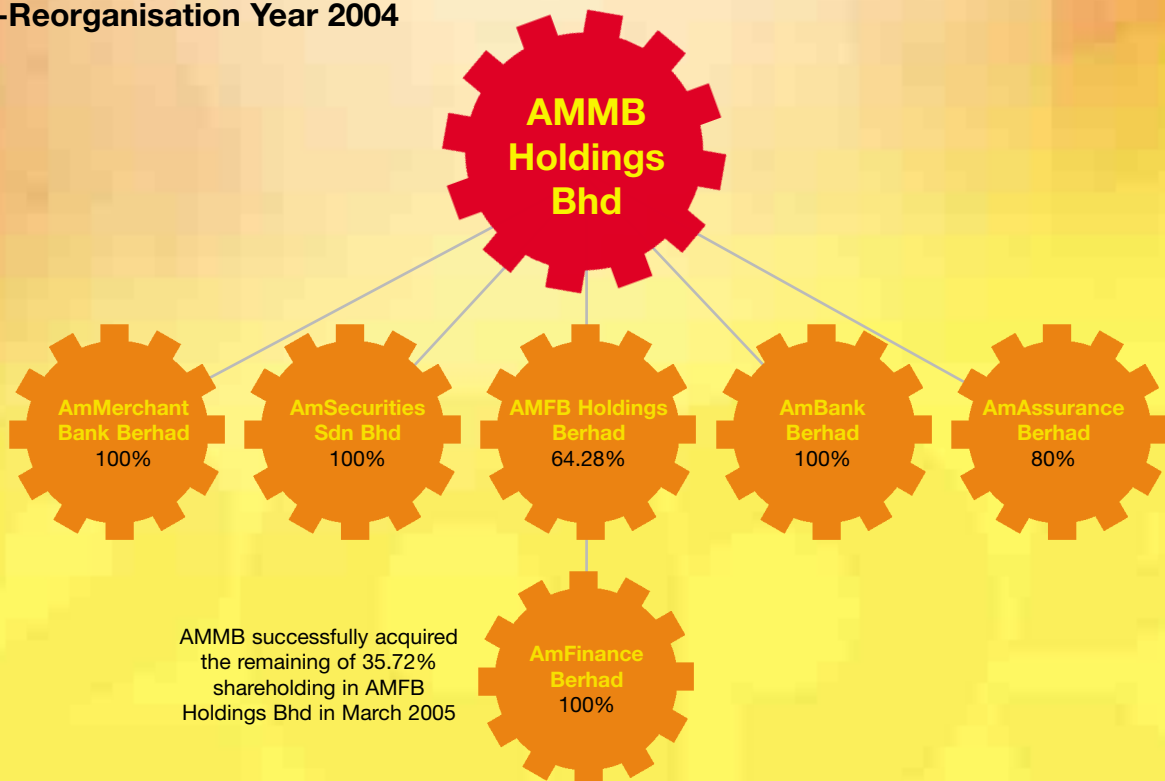 -Reorganisation Year 2004
AMMB
Holdings
Bhd
AmMerchant
Bank Berhad
100%
AmSecurities
Sdn Bhd
100%
AMFB Holdings
Berhad
64.28%
AmBank
Berhad
100%
AmAssurance
Berhad
80%
AMMB successfully acquired
the remaining of 35.72%
shareholding in AMFB
Holdings Bhd in March 2005
AmFinance
Berhad
100%